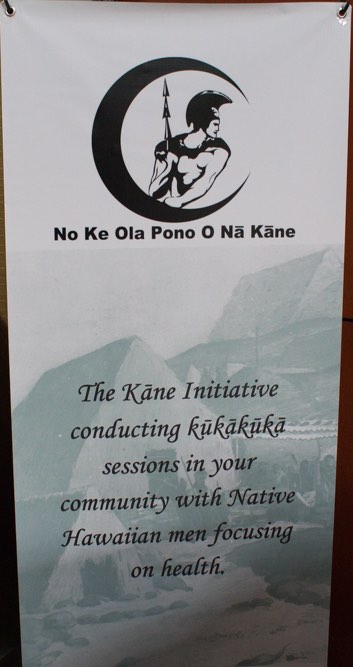 No Ke Ola Pono O Nā Kāne
The Kāne Initiative
conducting kūkākūkā
sessions in your
community with Native
Hawaiian men focusing
on health.